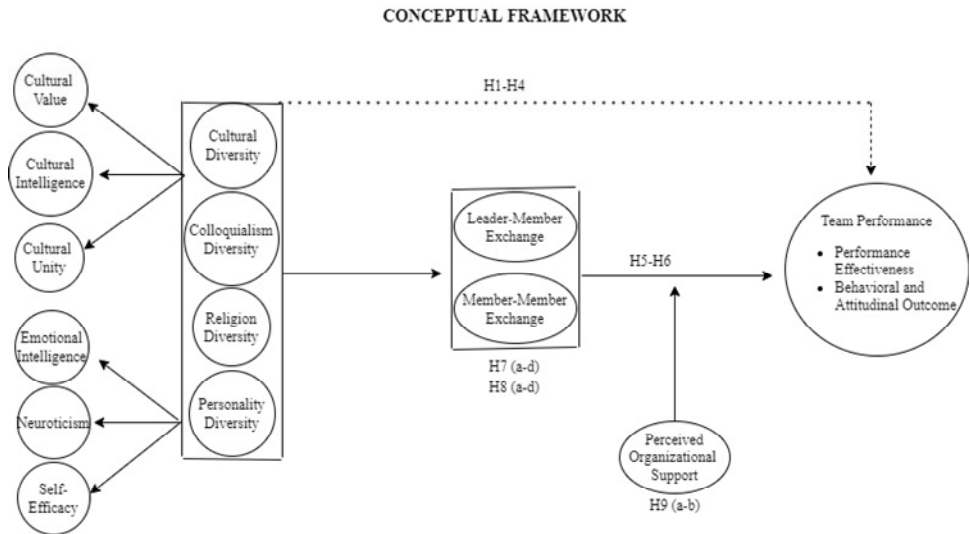 CONCEPTUAL FRAMEWORK
Cultural
Value
Cultural
Intelligence
Cultural
Unity
Emotional
Intelligence
Neuroticism
Self-
Efficacy
Cultural
Diversity
Colloquialism
Diversity
Religion
Diversity
Personality
Diversity
H1-H4
Leader-Member
Exchange
Member-Member
Exchange
H7 (a-d)
H8 (a-d)
H5-H6
Perceived
Organizational
Support
H9 (a-b)
Team Performance
• Performance
Effectiveness
• Behavioral and
Attitudinal Outcome